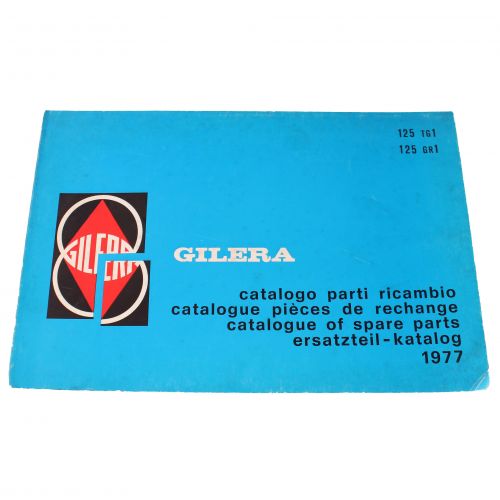 125 TG1
125 GR1
GILERA
GILERA
catalogo parti ricambio
catalogue pièces de rechange
catalogue of spare parts
ersatzteil-katalog
1977